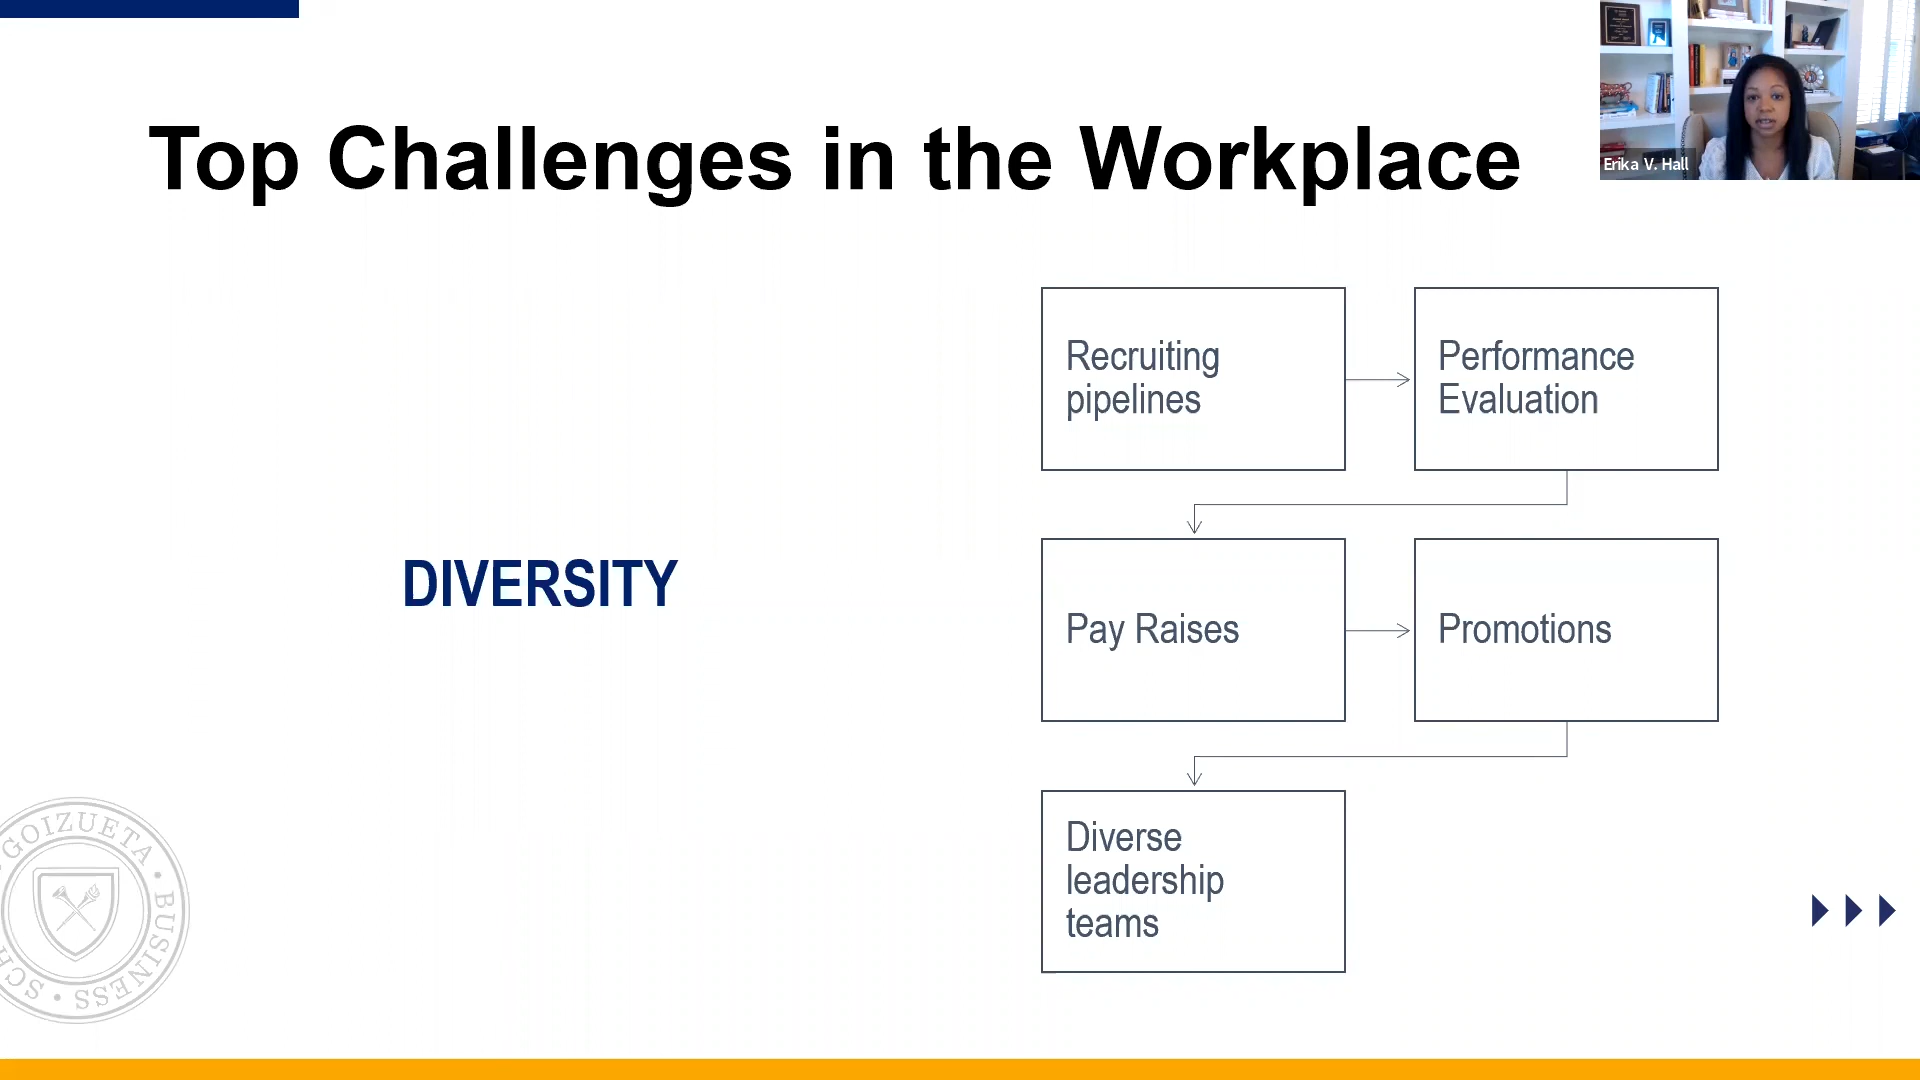 Top Challenges in the Workplace
Erika V. Hall
DIVERSITY
Recruiting
pipelines
Performance
Evaluation
Pay Raises
Promotions
Diverse
leadership
teams
GOIZUETA • BUSINESS •